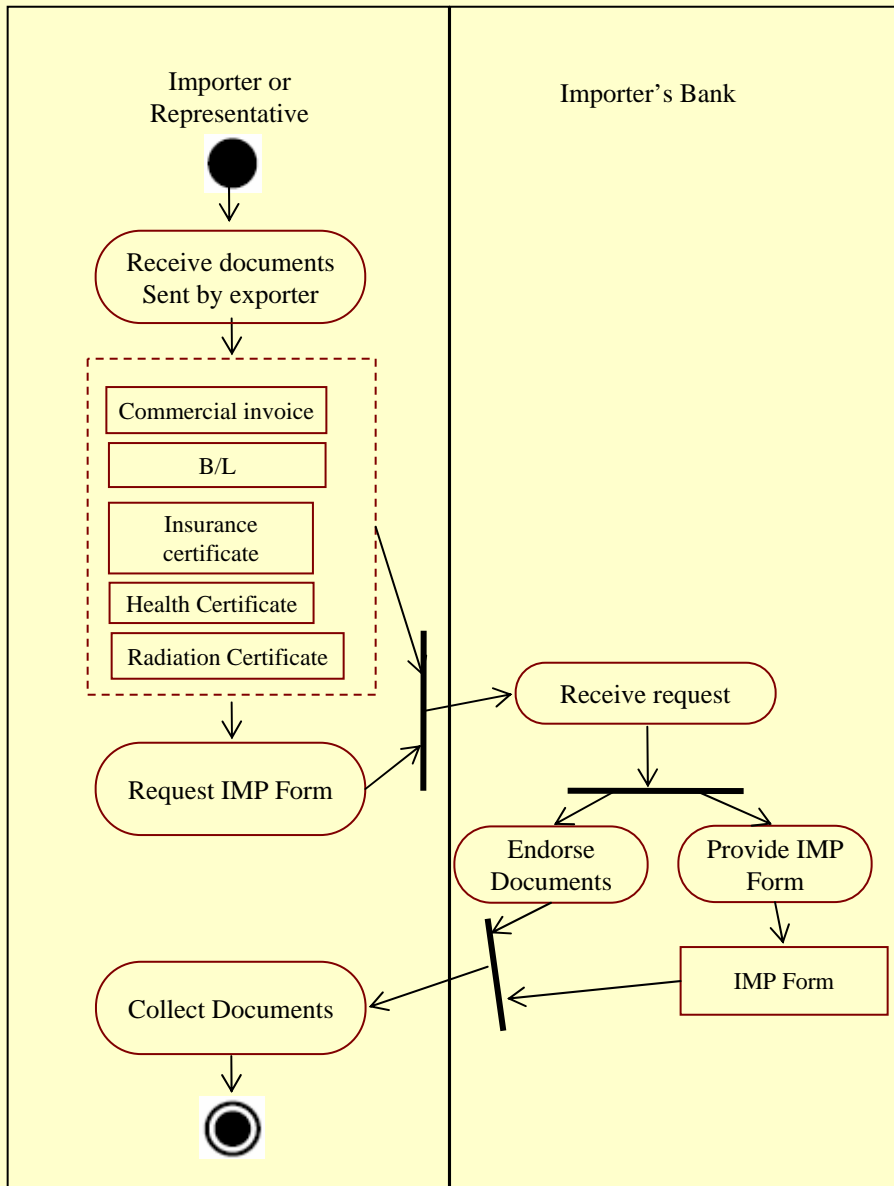 Importer or
Representative
Importer’s Bank
Receive documents
Sent by exporter
Commercial invoice
B/L
Insurance
certificate
Health Certificate
Radiation Certificate
Receive request
Request IMP Form
Endorse
Documents
Provide IMP
Form
IMP Form
Collect Documents